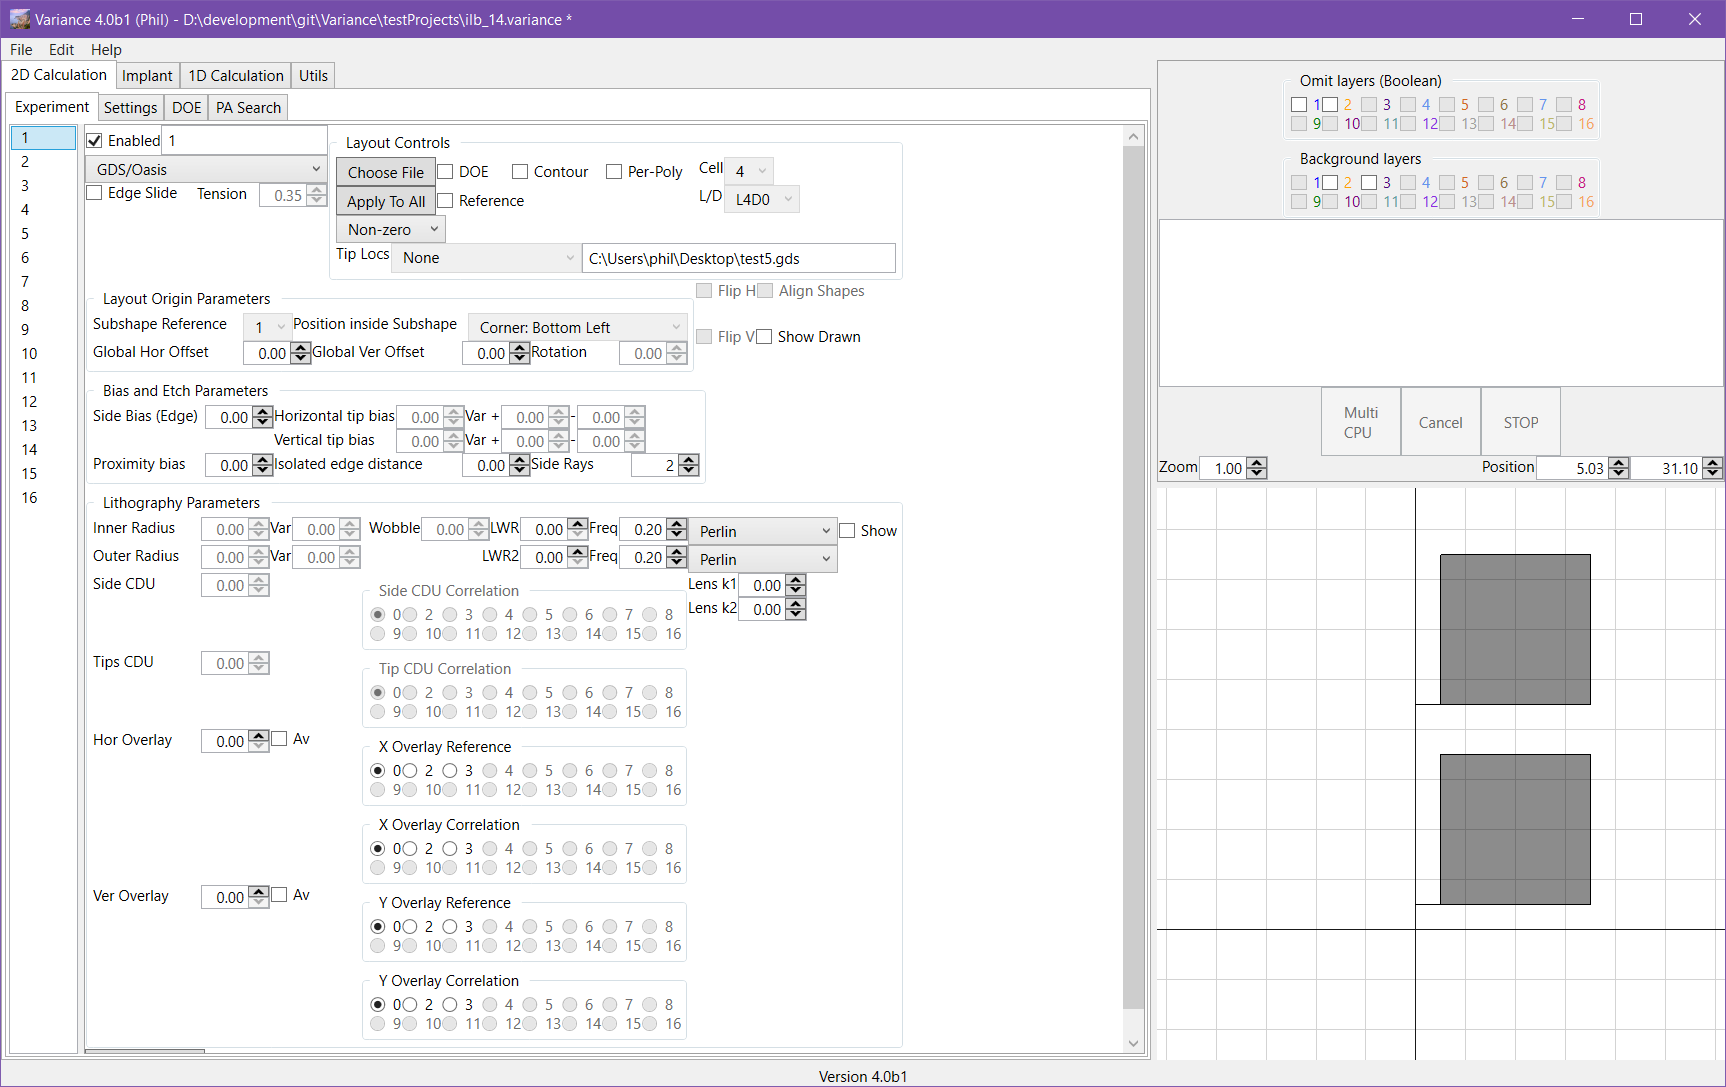 Variance 4.0b1 (Phil) - D:\development\git\Variance\testProjects\ilb_14.variance *
File Edit Help
2D Calculation Implant 1D Calculation Utils
Experiment Settings DOE PA Search
1
2
3
4
5
6
7
8
9
10
11
12
13
14
15
16
Enabled 1
GDS/Oasis
Edge Slide Tension 0.35
Layout Controls
Choose File DOE Contour Per-Poly Cell 4
Apply To All Reference L/D L4D0
Non-zero
Tip Locs None C:\Users\phil\Desktop\test5.gds
Layout Origin Parameters
Flip H Align Shapes
Subshape Reference 1 Position inside Subshape Corner: Bottom Left
Flip V Show Drawn
Global Hor Offset 0.00 Global Ver Offset 0.00 Rotation 0.00
Bias and Etch Parameters
Side Bias (Edge) 0.00 Horizontal tip bias 0.00 Var + 0.00 - 0.00
Vertical tip bias 0.00 Var + 0.00 - 0.00
Proximity bias 0.00 Isolated edge distance 0.00 Side Rays 2
Lithography Parameters
Inner Radius 0.00 Var 0.00 Wobble 0.00 LWR 0.00 Freq 0.20 Perlin Show
Outer Radius 0.00 Var 0.00 LWR2 0.00 Freq 0.20 Perlin
Side CDU 0.00 Lens k1 0.00
Lens k2 0.00
Side CDU Correlation
0 2 3 4 5 6 7 8
9 10 11 12 13 14 15 16
Tips CDU 0.00
Tip CDU Correlation
0 2 3 4 5 6 7 8
9 10 11 12 13 14 15 16
Hor Overlay 0.00 Av
X Overlay Reference
0 2 3 4 5 6 7 8
9 10 11 12 13 14 15 16
X Overlay Correlation
0 2 3 4 5 6 7 8
9 10 11 12 13 14 15 16
Ver Overlay 0.00 Av
Y Overlay Reference
0 2 3 4 5 6 7 8
9 10 11 12 13 14 15 16
Y Overlay Correlation
0 2 3 4 5 6 7 8
9 10 11 12 13 14 15 16
Omit layers (Boolean)
1 2 3 4 5 6 7 8
9 10 11 12 13 14 15 16
Background layers
1 2 3 4 5 6 7 8
9 10 11 12 13 14 15 16
Multi CPU Cancel STOP
Zoom 1.00 Position 5.03 31.10
Version 4.0b1